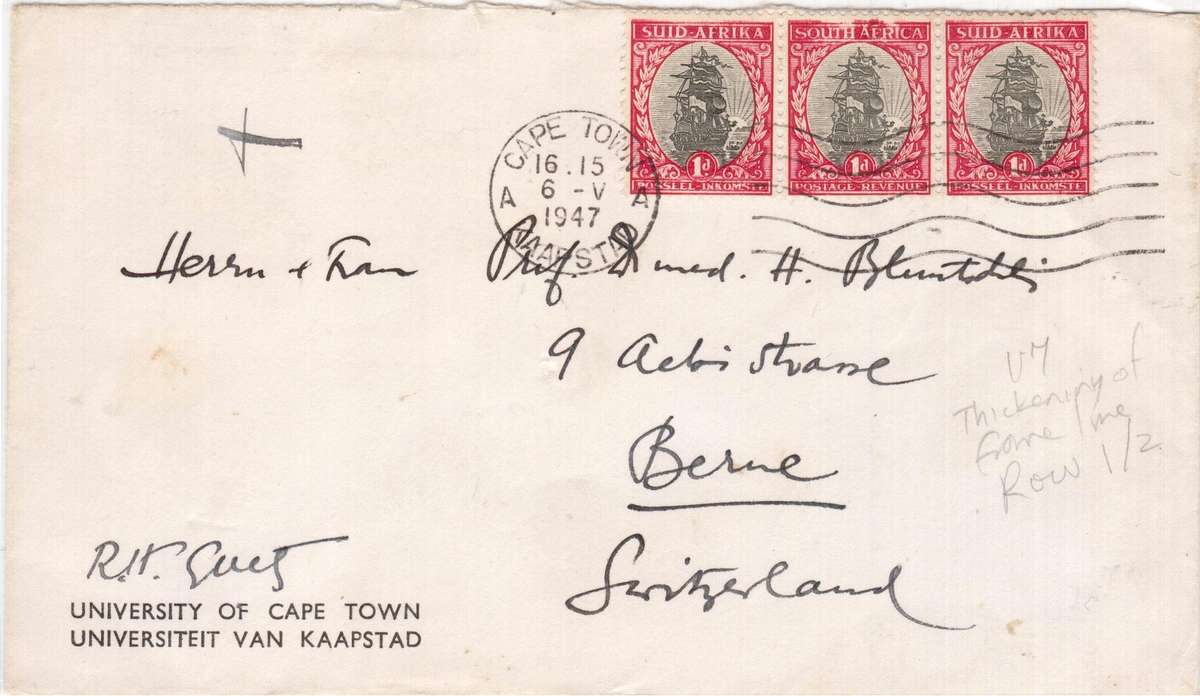 SUID-AFRIKA SOUTH AFRICA SUID-AFRIKA
1d 1d 1d
POSSEEL-INKOMSTE POSTAGE-REVENUE POSSEEL-INKOMSTE
CAPE TOWN
16.15
A 6 -V A
1947
KAAPSTAD
Herrn + Frau Prof. Dr med. H. Bluntschli
9 Aebistrasse
Berne
Switzerland
V7
Thickening of
frame line
Row 1/2
R.H. Goetz
UNIVERSITY OF CAPE TOWN
UNIVERSITEIT VAN KAAPSTAD